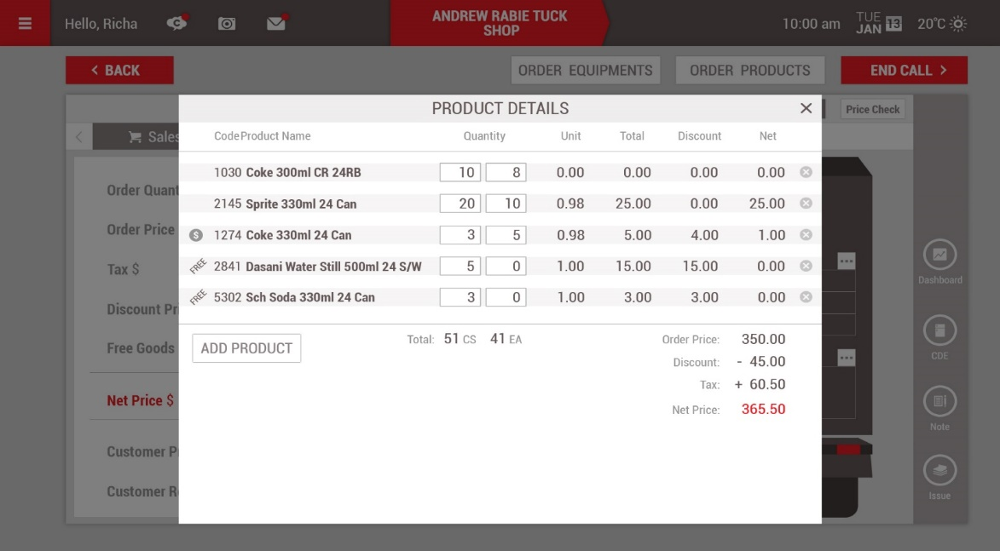 Hello, Richa
ANDREW RABIE TUCK
SHOP
10:00 am TUE JAN 13 20°C
< BACK
ORDER EQUIPMENTS
ORDER PRODUCTS
END CALL >
PRODUCT DETAILS ×
Price Check
< Sales
Code Product Name Quantity Unit Total Discount Net
1030 Coke 300ml CR 24RB 10 8 0.00 0.00 0.00 0.00
2145 Sprite 330ml 24 Can 20 10 0.98 25.00 0.00 25.00
$ 1274 Coke 330ml 24 Can 3 5 0.98 5.00 4.00 1.00
FREE 2841 Dasani Water Still 500ml 24 S/W 5 0 1.00 15.00 15.00 0.00
FREE 5302 Sch Soda 330ml 24 Can 3 0 1.00 3.00 3.00 0.00
ADD PRODUCT
Total: 51 CS 41 EA
Order Price: 350.00
Discount: - 45.00
Tax: + 60.50
Net Price: 365.50
Order Quant
Order Price
Tax $
Discount Pr
Free Goods
Net Price $
Customer P
Customer R
Dashboard
CDE
Note
Issue